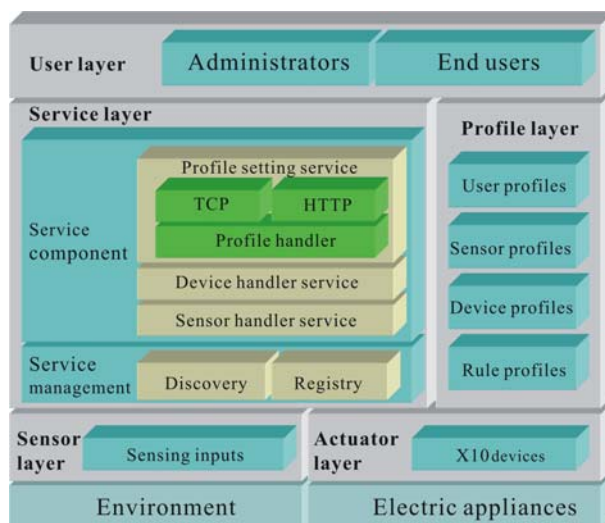 User layer
Administrators
End users
Service layer
Service component
Profile setting service
TCP
HTTP
Profile handler
Device handler service
Sensor handler service
Service management
Discovery
Registry
Profile layer
User profiles
Sensor profiles
Device profiles
Rule profiles
Sensor layer
Sensing inputs
Actuator layer
X10 devices
Environment
Electric appliances